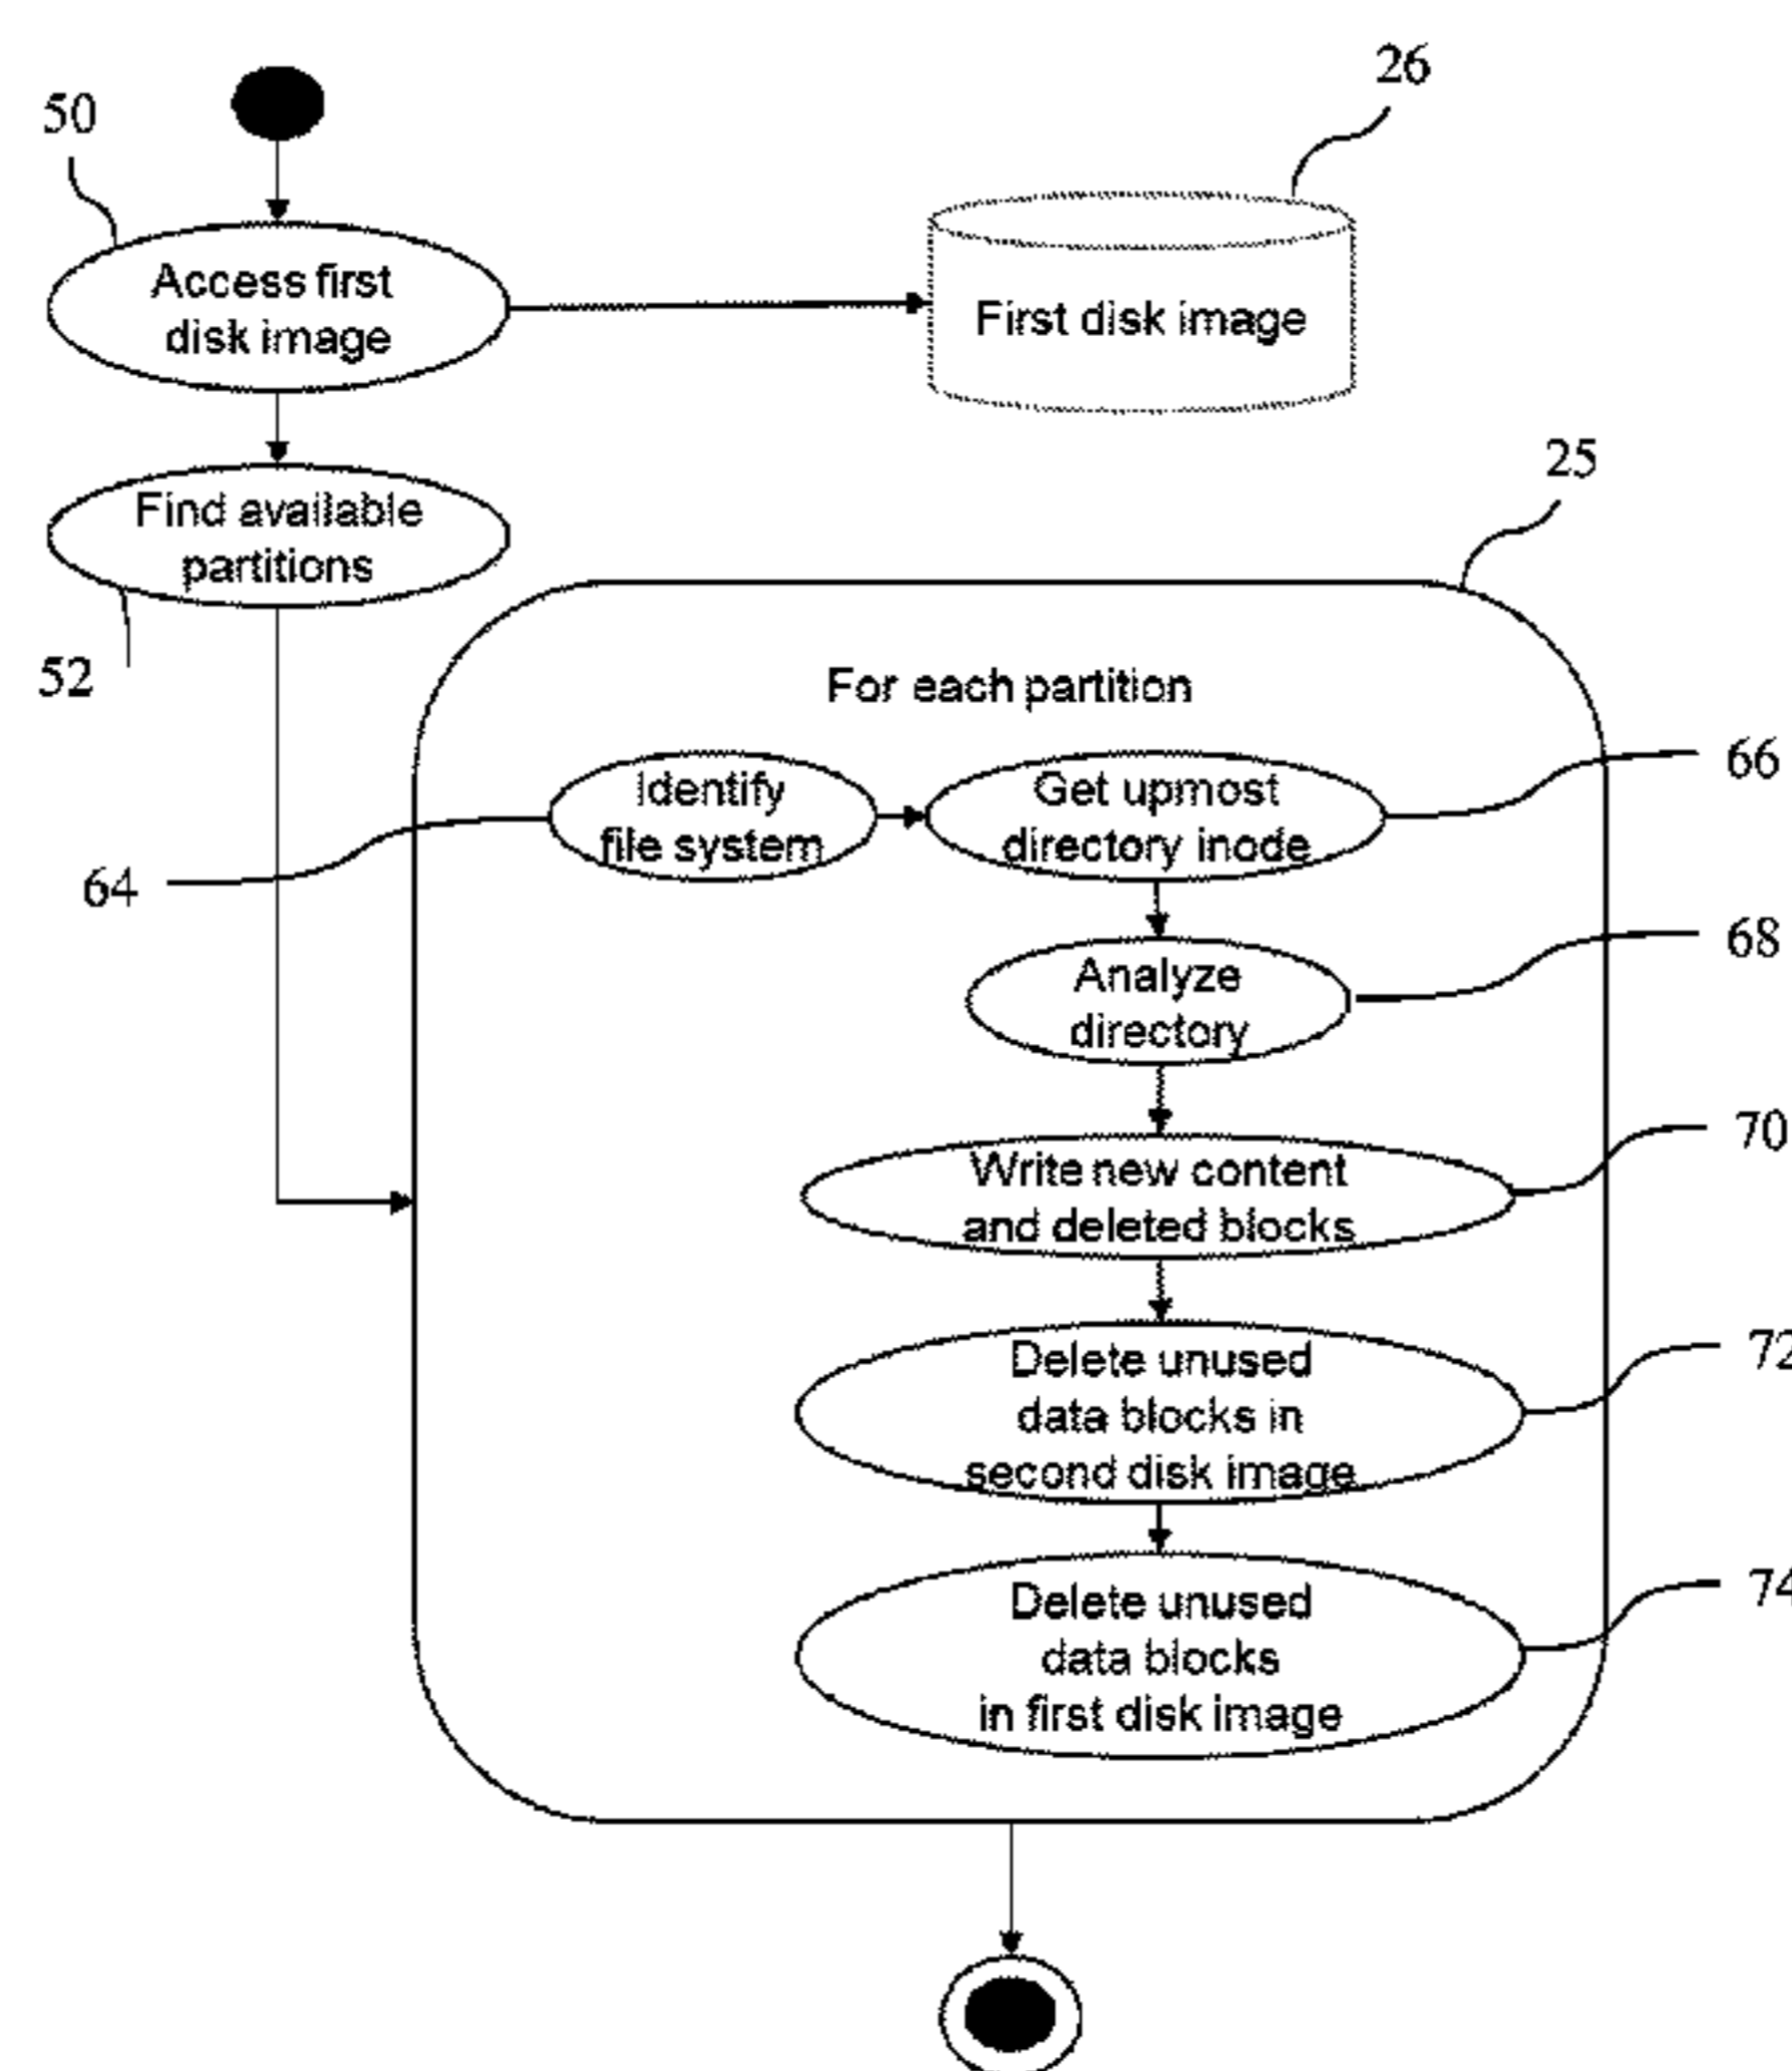 26
50
Access first
disk image
First disk image
Find available
partitions
25
52
For each partition
Identify
file system
Get upmost
directory inode
66
64
Analyze
directory
68
Write new content
and deleted blocks
70
Delete unused
data blocks in
second disk image
72
Delete unused
data blocks
in first disk image
74